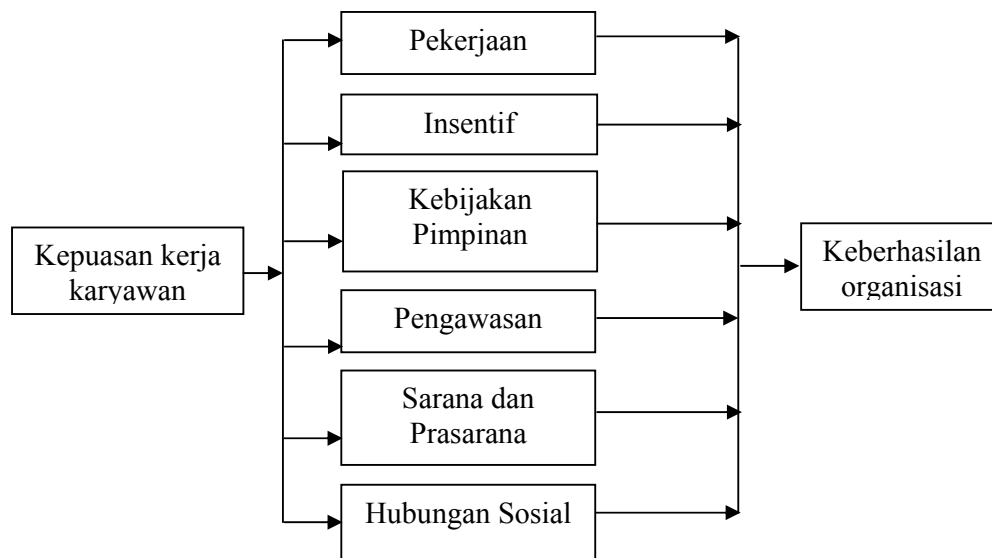 Pekerjaan
Insentif
Kebijakan
Pimpinan
Kepuasan kerja
karyawan
Keberhasilan
organisasi
Pengawasan
Sarana dan
Prasarana
Hubungan Sosial